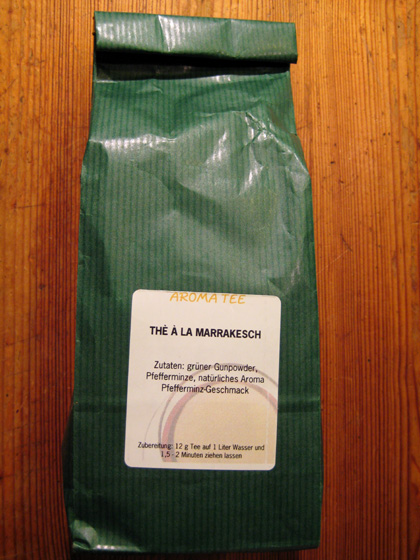 AROMA TEE
THÈ À LA MARRAKESCH
Zutaten: grüner Gunpowder,
Pfefferminze, natürliches Aroma
Pfefferminz-Geschmack
Zubereitung: 12 g Tee auf 1 Liter Wasser und
1,5 - 2 Minuten ziehen lassen